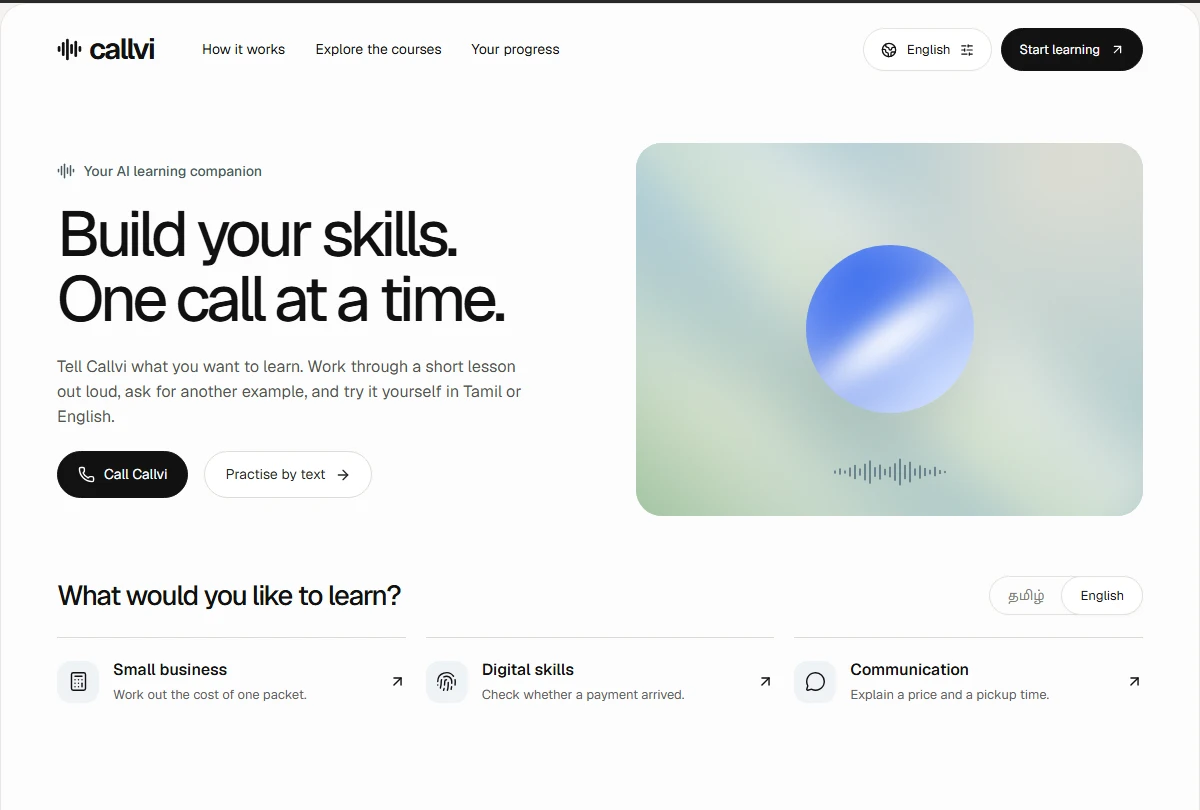 callvi
How it works
Explore the courses
Your progress
English
Start learning
Your AI learning companion
Build your skills.
One call at a time.
Tell Callvi what you want to learn. Work through a short lesson
out loud, ask for another example, and try it yourself in Tamil or
English.
Call Callvi
Practise by text
What would you like to learn?
தமிழ்
English
Small business
Work out the cost of one packet.
Digital skills
Check whether a payment arrived.
Communication
Explain a price and a pickup time.